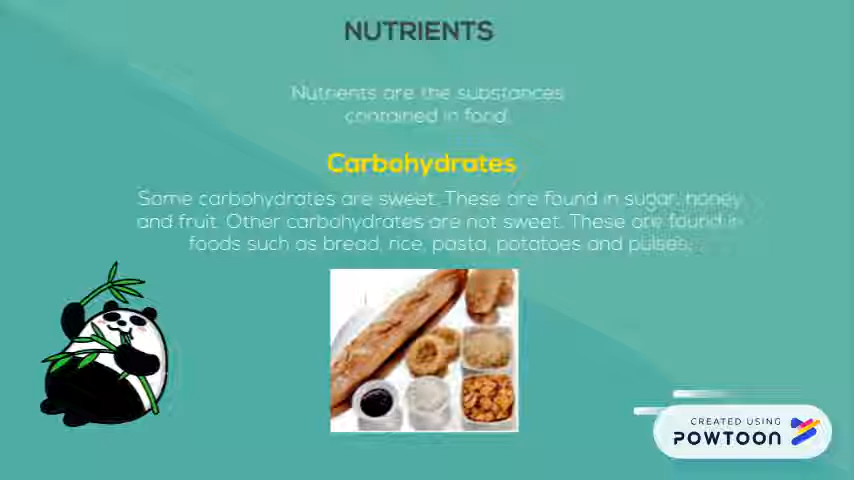 NUTRIENTS
Nutrients are the substances
contained in food.
Carbohydrates
Some carbohydrates are sweet. These are found in sugar, honey
and fruit. Other carbohydrates are not sweet. These are found in
foods such as bread, rice, pasta, potatoes and pulses.
CREATED USING
POWTOON